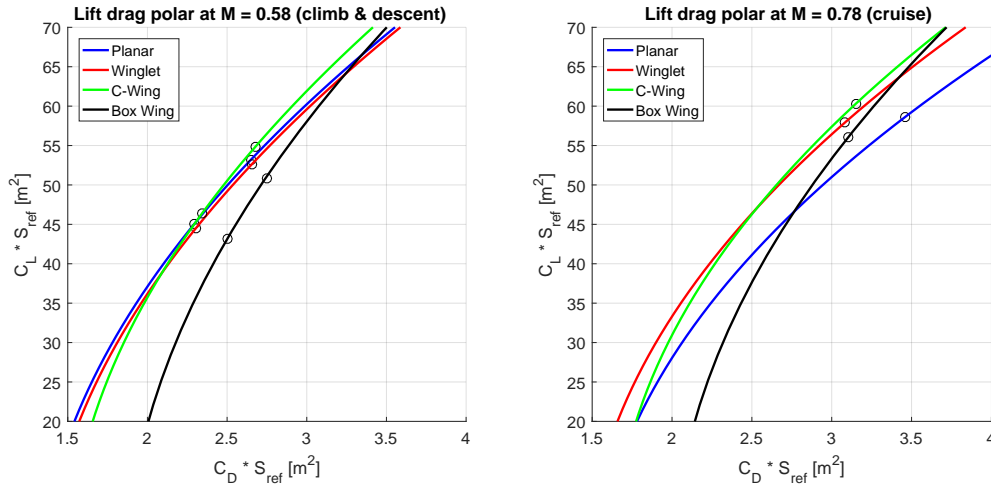 Lift drag polar at M = 0.58 (climb & descent)
70
65
60
55
50
45
40
35
30
25
20
C_L * S_ref [m^2]
Planar
Winglet
C-Wing
Box Wing
1.5 2 2.5 3 3.5 4
C_D * S_ref [m^2]
Lift drag polar at M = 0.78 (cruise)
70
65
60
55
50
45
40
35
30
25
20
C_L * S_ref [m^2]
Planar
Winglet
C-Wing
Box Wing
1.5 2 2.5 3 3.5 4
C_D * S_ref [m^2]